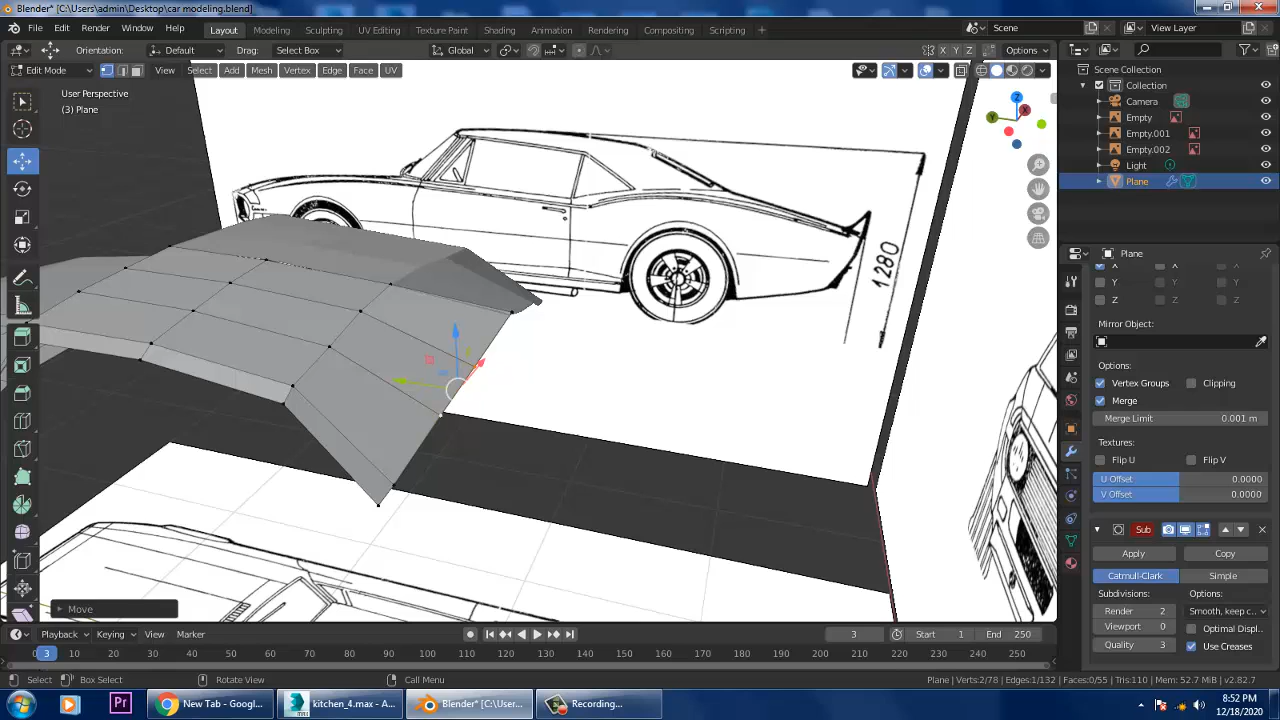 Blender* [C:\Users\admin\Desktop\car modeling.blend]
File Edit Render Window Help Layout Modeling Sculpting UV Editing Texture Paint Shading Animation Rendering Compositing Scripting + Scene View Layer
Orientation: Default Drag: Select Box Global X Y Z Options
Edit Mode View Select Add Mesh Vertex Edge Face UV
User Perspective
(3) Plane
Z
Y
X
1280
Move
Scene Collection
Collection
Camera
Empty
Empty.001
Empty.002
Light
Plane
Plane
X X X
Y Y Y
Z Z Z
Mirror Object:
Options:
Vertex Groups Clipping
Merge
Merge Limit 0.001 m
Textures:
Flip U Flip V
U Offset 0.0000
V Offset 0.0000
Sub
Apply Copy
Catmull-Clark Simple
Subdivisions: Options:
Render 2 Smooth, keep c...
Viewport 0 Optimal Displ..
Quality 3 Use Creases
Playback Keying View Marker 3 Start 1 End 250
0 3 10 20 30 40 50 60 70 80 90 100 110 120 130 140 150 160 170 180 190 200 210 220 230 240 250
Select Box Select Rotate View Call Menu Plane | Verts:2/78 | Edges:1/132 | Faces:0/55 | Tris:110 | Mem: 52.7 MiB | v2.82.7
Pr New Tab - Googl... kitchen_4.max - A... Blender* [C:\Use... Recording...
8:52 PM
12/18/2020